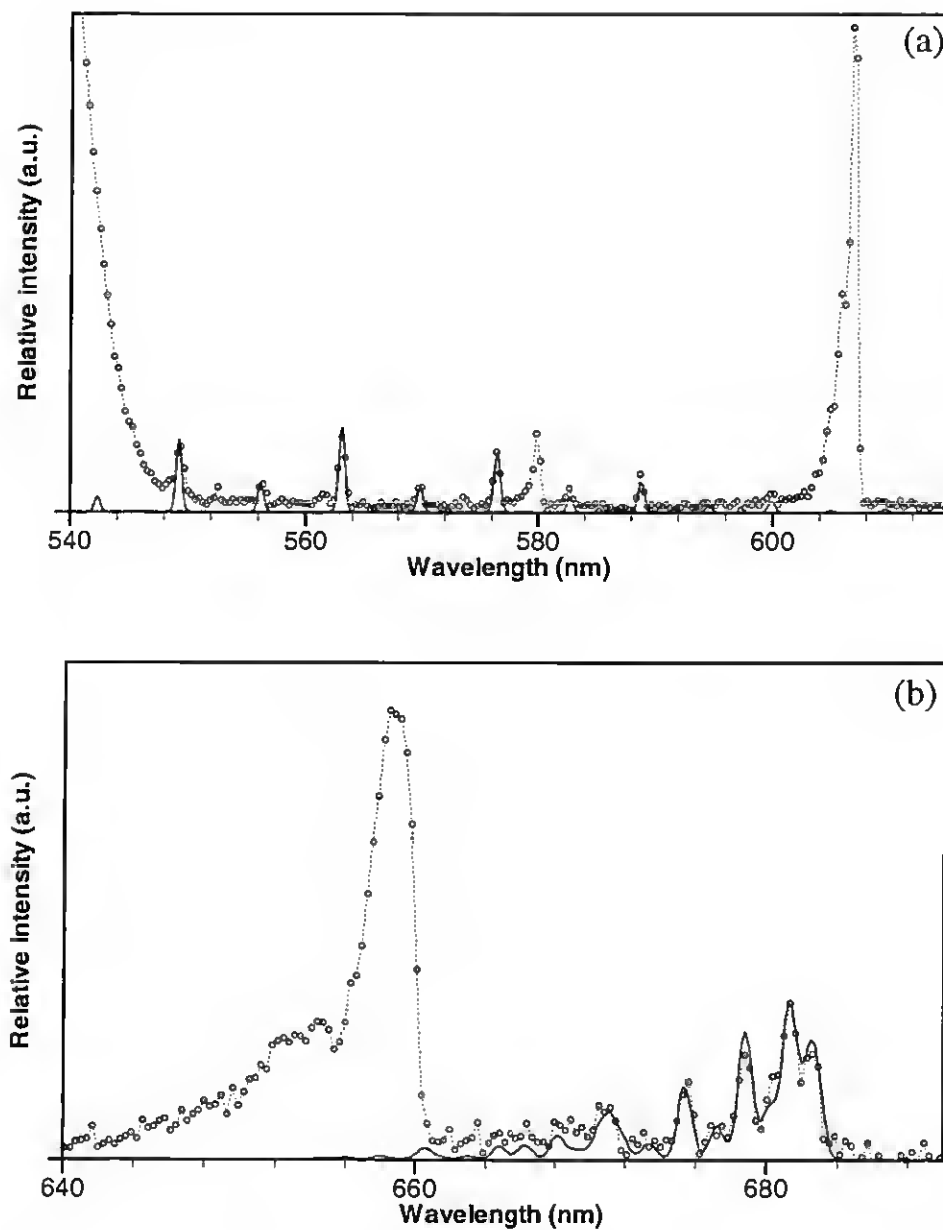 (a)
Relative intensity (a.u.)
540 560 580 600
Wavelength (nm)
(b)
Relative intensity (a.u.)
640 660 680
Wavelength (nm)